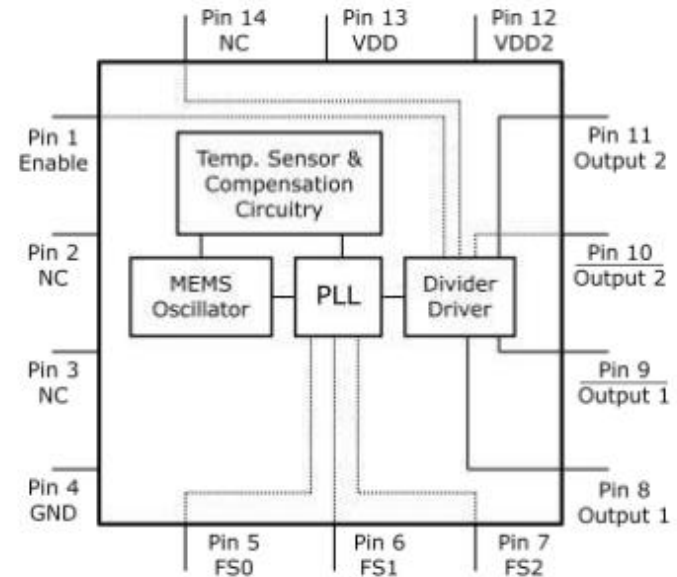 Pin 14
NC
Pin 13
VDD
Pin 12
VDD2
Pin 1
Enable
Temp. Sensor &
Compensation
Circuitry
Pin 11
Output 2
Pin 2
NC
MEMS
Oscillator
PLL
Divider
Driver
Pin 10
Output 2
Pin 3
NC
Pin 9
Output 1
Pin 4
GND
Pin 8
Output 1
Pin 5
FS0
Pin 6
FS1
Pin 7
FS2